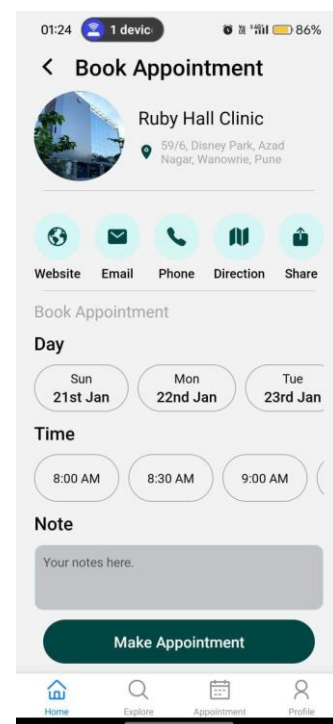 01:24 1 device 86%
Book Appointment
Ruby Hall Clinic
59/6, Disney Park, Azad
Nagar, Wanowrie, Pune
Website Email Phone Direction Share
Book Appointment
Day
Sun Mon Tue
21st Jan 22nd Jan 23rd Jan
Time
8:00 AM 8:30 AM 9:00 AM
Note
Your notes here.
Make Appointment
Home Explore Appointment Profile